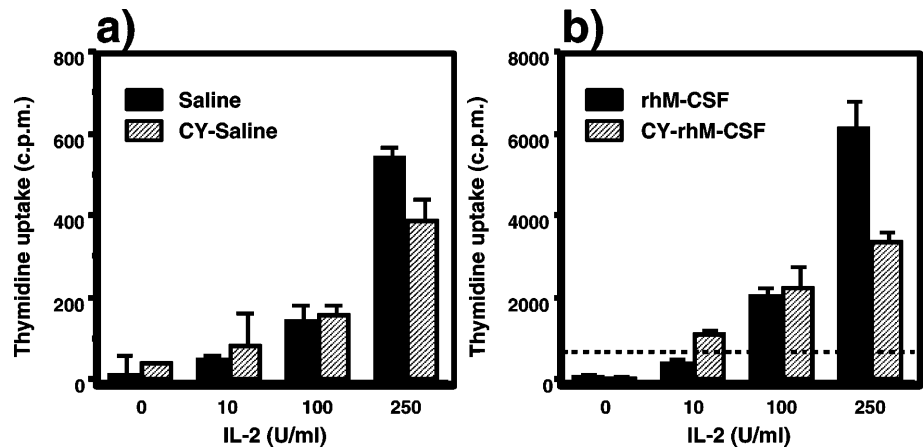 a)
Thymidine uptake (c.p.m.)
800
600
400
200
0
Saline
CY-Saline
0 10 100 250
IL-2 (U/ml)
b)
Thymidine uptake (c.p.m.)
8000
6000
4000
2000
0
rhM-CSF
CY-rhM-CSF
0 10 100 250
IL-2 (U/ml)